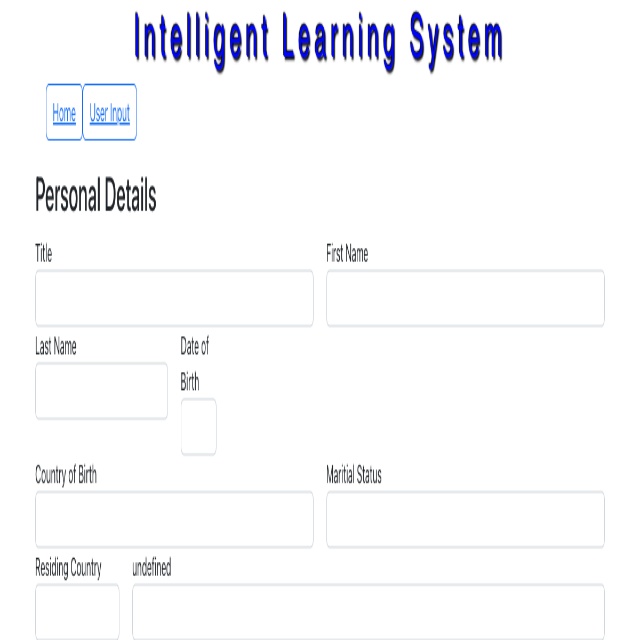 Intelligent Learning System
Home User Input
Personal Details
Title First Name
Last Name Date of
Birth
Country of Birth Maritial Status
Residing Country undefined